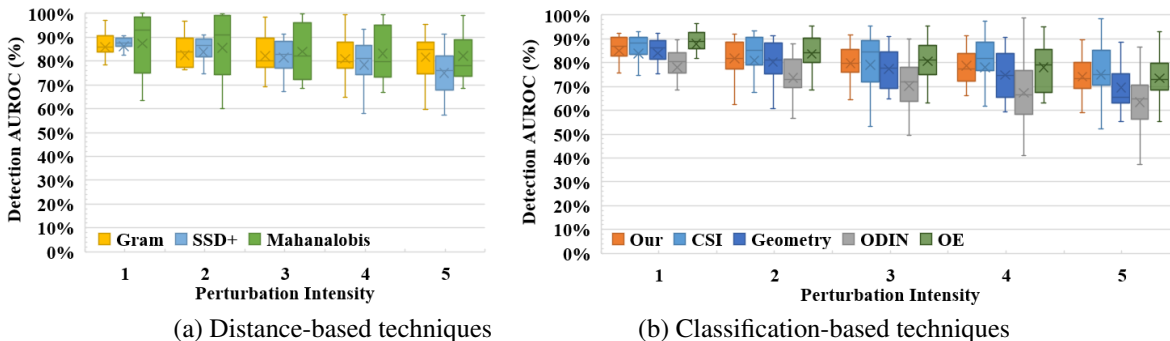 Detection AUROC (%)
100%
90%
80%
70%
60%
50%
40%
30%
20%
10%
0%
Gram SSD+ Mahanalobis
1 2 3 4 5
Perturbation Intensity
(a) Distance-based techniques
Detection AUROC (%)
100%
90%
80%
70%
60%
50%
40%
30%
20%
10%
0%
Our CSI Geometry ODIN OE
1 2 3 4 5
Perturbation Intensity
(b) Classification-based techniques